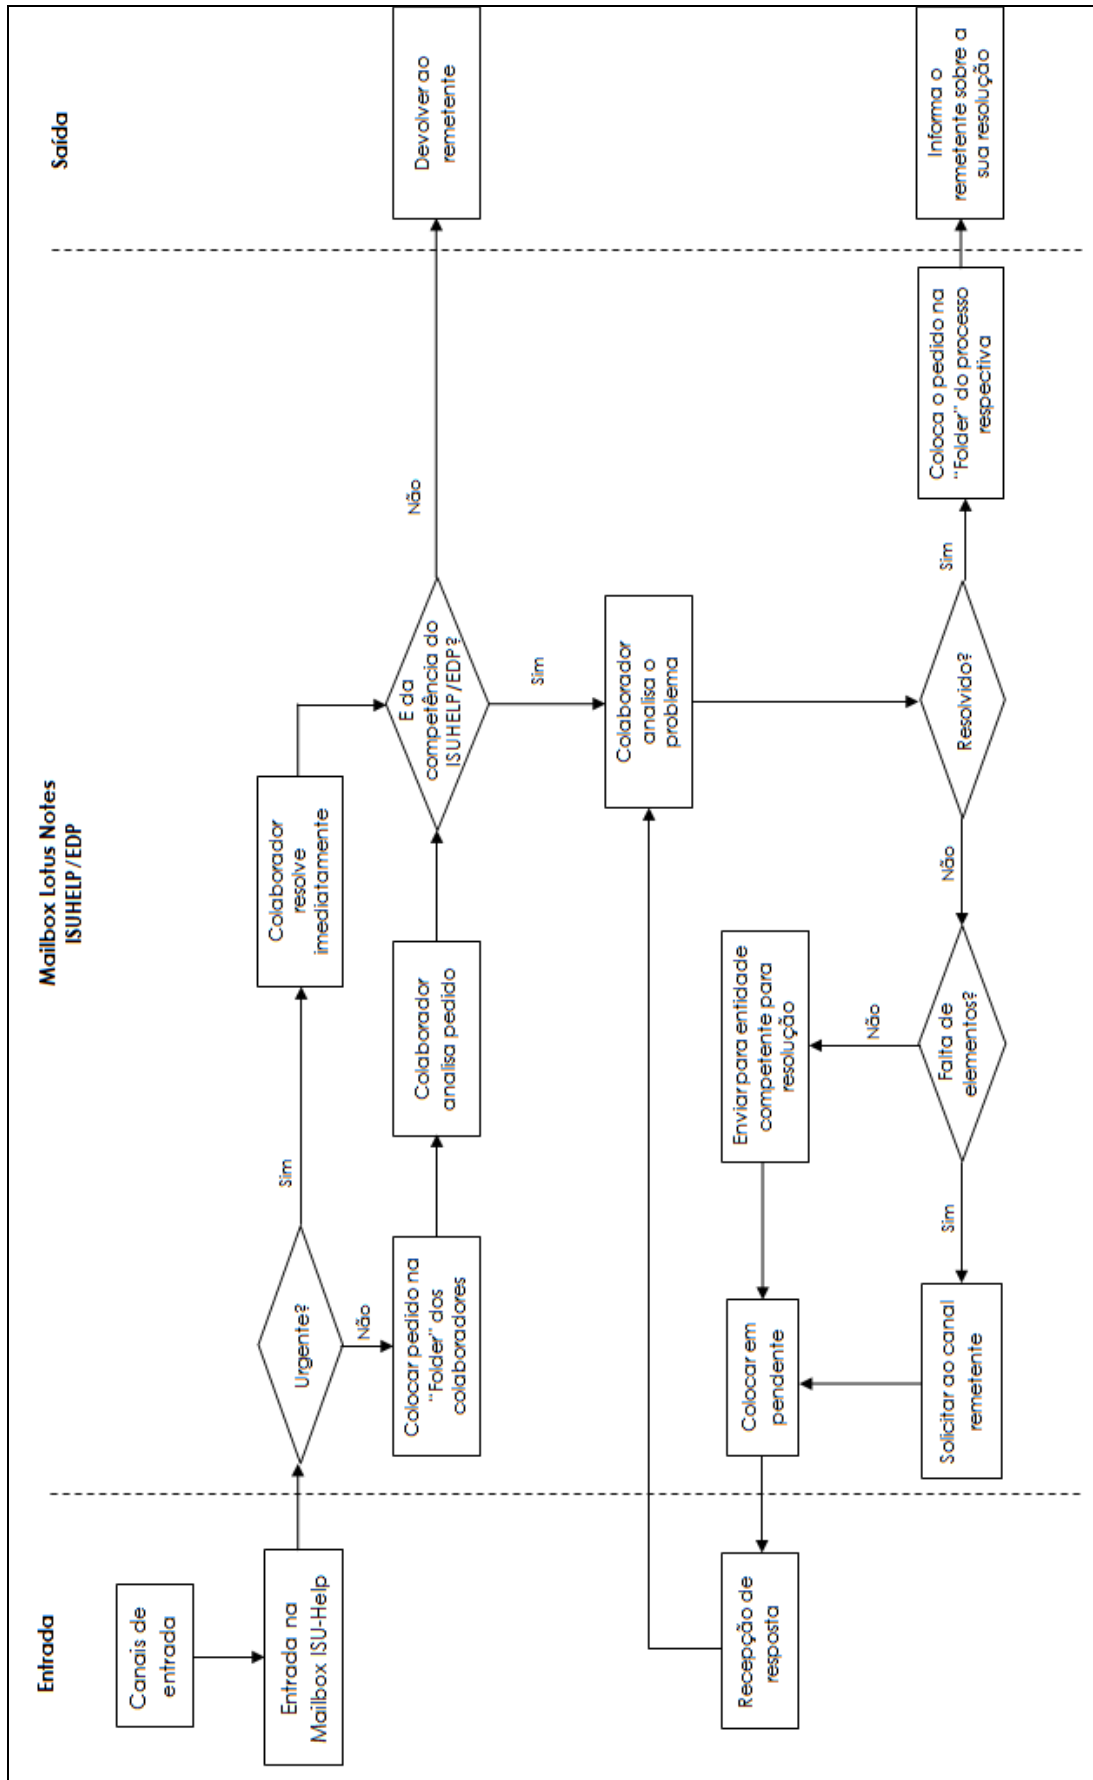 Entrada
Mailbox Lotus Notes
ISUHELP/EDP
Saída
Canais de
entrada
Entrada na
Mailbox ISU-Help
Urgente?
Sim
Não
Colaborador
resolve
imediatamente
Colocar pedido na
"Folder" dos
colaboradores
Colaborador
analisa pedido
E da
competência do
ISUHELP/EDP?
Não
Sim
Devolver ao
remetente
Colaborador
analisa o
problema
Recepção de
resposta
Colocar em
pendente
Enviar para entidade
competente para
resolução
Não
Solicitar ao canal
remetente
Sim
Falta de
elementos?
Não
Resolvido?
Sim
Coloca o pedido na
"Folder" do processo
respectiva
Informa o
remetente sobre a
sua resolução